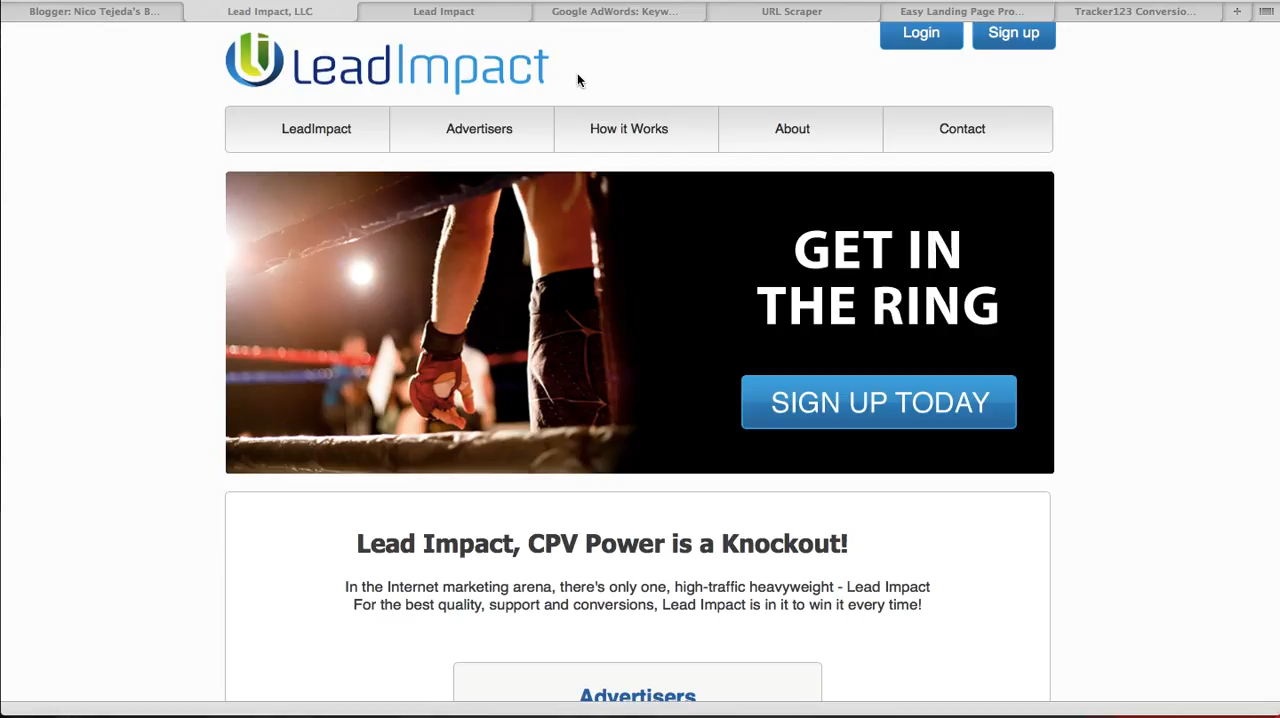 Blogger: Nico Tejeda's B...
Lead Impact, LLC
Lead Impact
Google AdWords: Keyw...
URL Scraper
Easy Landing Page Pro...
Tracker123 Conversio...
+
LeadImpact
Login
Sign up
LeadImpact
Advertisers
How it Works
About
Contact
GET IN
THE RING
SIGN UP TODAY
Lead Impact, CPV Power is a Knockout!
In the Internet marketing arena, there's only one, high-traffic heavyweight - Lead Impact
For the best quality, support and conversions, Lead Impact is in it to win it every time!
Advertisers